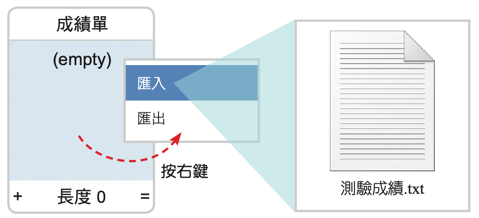 成績單
(empty)
匯入
匯出
按右鍵
+ 長度 0 =
測驗成績.txt